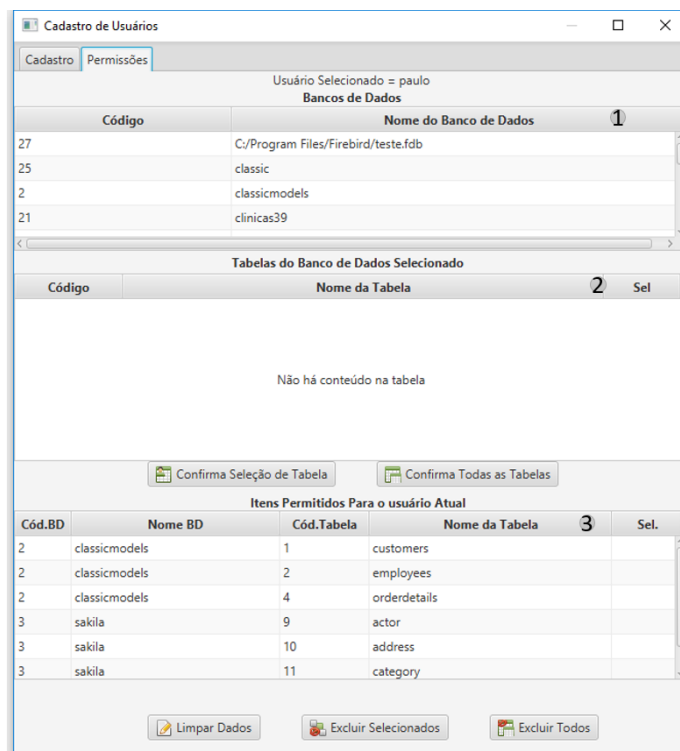 Cadastro de Usuários
Cadastro Permissões
Usuário Selecionado = paulo
Bancos de Dados
Código Nome do Banco de Dados 1
27 C:/Program Files/Firebird/teste.fdb
25 classic
2 classicmodels
21 clinicas39
Tabelas do Banco de Dados Selecionado
Código Nome da Tabela 2 Sel
Não há conteúdo na tabela
Confirma Seleção de Tabela Confirma Todas as Tabelas
Itens Permitidos Para o usuário Atual
Cód.BD Nome BD Cód.Tabela Nome da Tabela 3 Sel.
2 classicmodels 1 customers
2 classicmodels 2 employees
2 classicmodels 4 orderdetails
3 sakila 9 actor
3 sakila 10 address
3 sakila 11 category
Limpar Dados Excluir Selecionados Excluir Todos